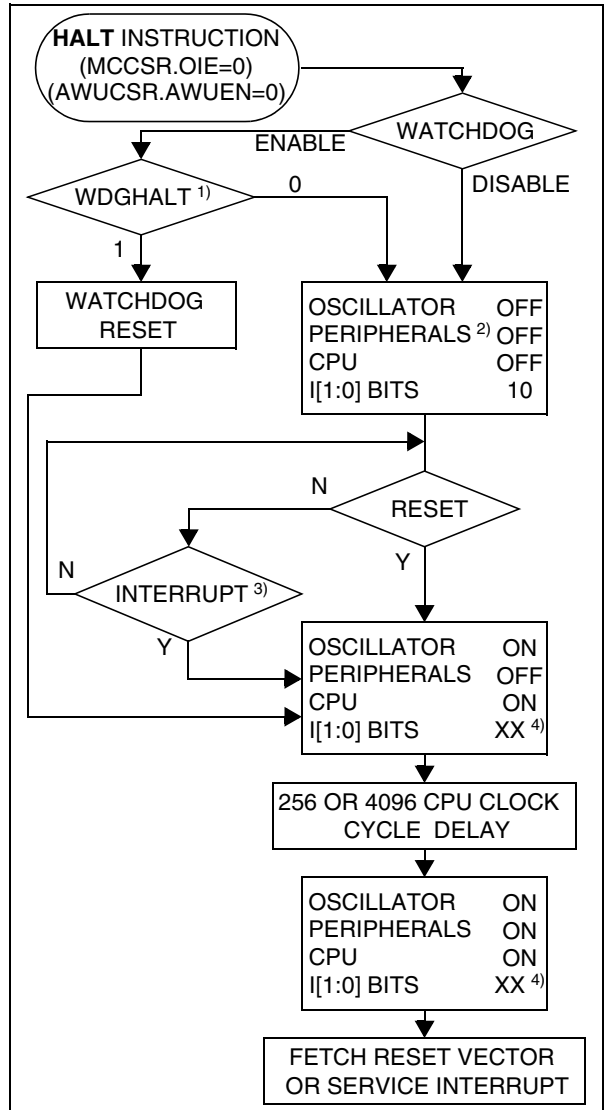 HALT INSTRUCTION
(MCCSR.OIE=0)
(AWUCSR.AWUEN=0)
WATCHDOG
ENABLE
DISABLE
WDGHALT 1)
0
1
WATCHDOG
RESET
OSCILLATOR OFF
PERIPHERALS 2) OFF
CPU OFF
I[1:0] BITS 10
N
RESET
Y
N
INTERRUPT 3)
Y
OSCILLATOR ON
PERIPHERALS OFF
CPU ON
I[1:0] BITS XX 4)
256 OR 4096 CPU CLOCK
CYCLE DELAY
OSCILLATOR ON
PERIPHERALS ON
CPU ON
I[1:0] BITS XX 4)
FETCH RESET VECTOR
OR SERVICE INTERRUPT